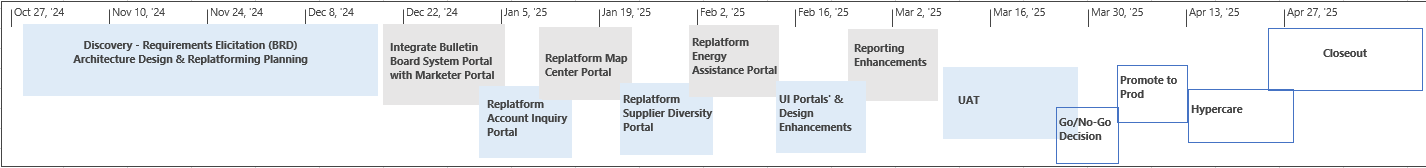 Oct 27, '24
Nov 10, '24
Nov 24, '24
Dec 8, '24
Dec 22, '24
Jan 5, '25
Jan 19, '25
Feb 2, '25
Feb 16, '25
Mar 2, '25
Mar 16, '25
Mar 30, '25
Apr 13, '25
Apr 27, '25
Discovery - Requirements Elicitation (BRD)
Architecture Design & Replatforming Planning
Integrate Bulletin
Board System Portal
with Marketer Portal
Replatform
Account Inquiry
Portal
Replatform Map
Center Portal
Replatform
Supplier Diversity
Portal
Replatform
Energy
Assistance Portal
UI Portals' &
Design
Enhancements
Reporting
Enhancements
UAT
Go/No-Go
Decision
Promote to
Prod
Hypercare
Closeout